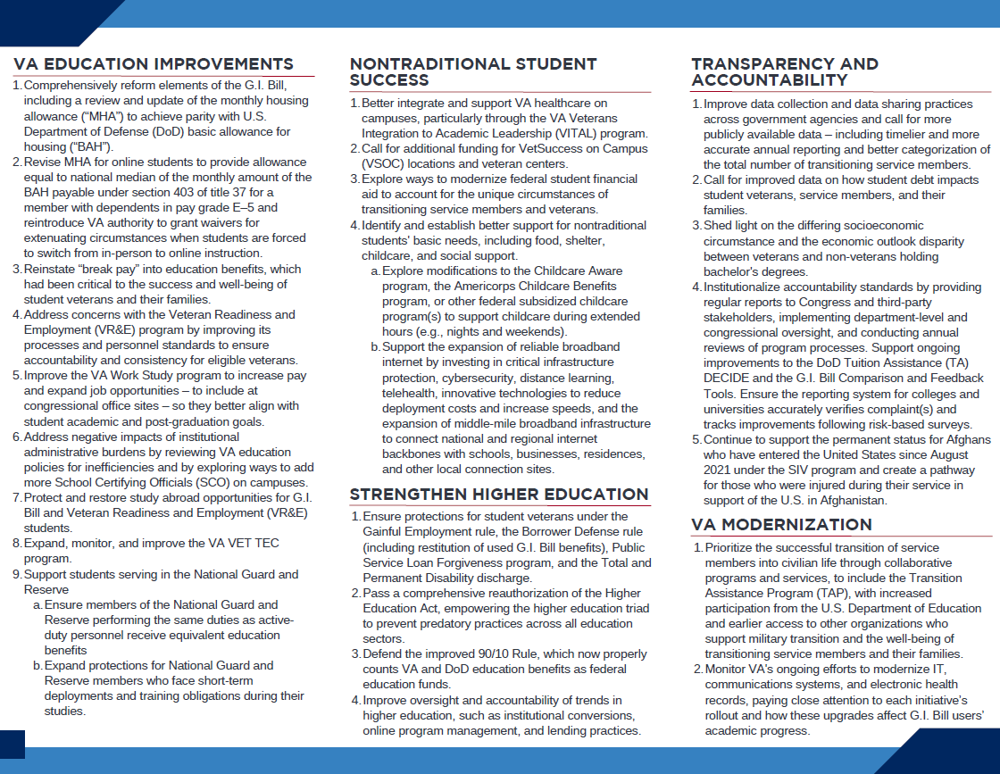 VA EDUCATION IMPROVEMENTS
1. Comprehensively reform elements of the G.I. Bill,
including a review and update of the monthly housing
allowance (“MHA”) to achieve parity with U.S.
Department of Defense (DoD) basic allowance for
housing (“BAH”).
2. Revise MHA for online students to provide allowance
equal to national median of the monthly amount of the
BAH payable under section 403 of title 37 for a
member with dependents in pay grade E–5 and
reintroduce VA authority to grant waivers for
extenuating circumstances when students are forced
to switch from in-person to online instruction.
3. Reinstate “break pay” into education benefits, which
had been critical to the success and well-being of
student veterans and their families.
4. Address concerns with the Veteran Readiness and
Employment (VR&E) program by improving its
processes and personnel standards to ensure
accountability and consistency for eligible veterans.
5. Improve the VA Work Study program to increase pay
and expand job opportunities – to include at
congressional office sites – so they better align with
student academic and post-graduation goals.
6. Address negative impacts of institutional
administrative burdens by reviewing VA education
policies for inefficiencies and by exploring ways to add
more School Certifying Officials (SCO) on campuses.
7. Protect and restore study abroad opportunities for G.I.
Bill and Veteran Readiness and Employment (VR&E)
students.
8. Expand, monitor, and improve the VA VET TEC
program.
9. Support students serving in the National Guard and
Reserve
a. Ensure members of the National Guard and
Reserve performing the same duties as active-
duty personnel receive equivalent education
benefits
b. Expand protections for National Guard and
Reserve members who face short-term
deployments and training obligations during their
studies.
NONTRADITIONAL STUDENT
SUCCESS
1. Better integrate and support VA healthcare on
campuses, particularly through the VA Veterans
Integration to Academic Leadership (VITAL) program.
2. Call for additional funding for VetSuccess on Campus
(VSOC) locations and veteran centers.
3. Explore ways to modernize federal student financial
aid to account for the unique circumstances of
transitioning service members and veterans.
4. Identify and establish better support for nontraditional
students' basic needs, including food, shelter,
childcare, and social support.
a. Explore modifications to the Childcare Aware
program, the Americorps Childcare Benefits
program, or other federal subsidized childcare
program(s) to support childcare during extended
hours (e.g., nights and weekends).
b. Support the expansion of reliable broadband
internet by investing in critical infrastructure
protection, cybersecurity, distance learning,
telehealth, innovative technologies to reduce
deployment costs and increase speeds, and the
expansion of middle-mile broadband infrastructure
to connect national and regional internet
backbones with schools, businesses, residences,
and other local connection sites.
STRENGTHEN HIGHER EDUCATION
1. Ensure protections for student veterans under the
Gainful Employment rule, the Borrower Defense rule
(including restitution of used G.I. Bill benefits), Public
Service Loan Forgiveness program, and the Total and
Permanent Disability discharge.
2. Pass a comprehensive reauthorization of the Higher
Education Act, empowering the higher education triad
to prevent predatory practices across all education
sectors.
3. Defend the improved 90/10 Rule, which now properly
counts VA and DoD education benefits as federal
education funds.
4. Improve oversight and accountability of trends in
higher education, such as institutional conversions,
online program management, and lending practices.
TRANSPARENCY AND
ACCOUNTABILITY
1. Improve data collection and data sharing practices
across government agencies and call for more
publicly available data – including timelier and more
accurate annual reporting and better categorization of
the total number of transitioning service members.
2. Call for improved data on how student debt impacts
student veterans, service members, and their
families.
3. Shed light on the differing socioeconomic
circumstance and the economic outlook disparity
between veterans and non-veterans holding
bachelor's degrees.
4. Institutionalize accountability standards by providing
regular reports to Congress and third-party
stakeholders, implementing department-level and
congressional oversight, and conducting annual
reviews of program processes. Support ongoing
improvements to the DoD Tuition Assistance (TA)
DECIDE and the G.I. Bill Comparison and Feedback
Tools. Ensure the reporting system for colleges and
universities accurately verifies complaint(s) and
tracks improvements following risk-based surveys.
5. Continue to support the permanent status for Afghans
who have entered the United States since August
2021 under the SIV program and create a pathway
for those who were injured during their service in
support of the U.S. in Afghanistan.
VA MODERNIZATION
1. Prioritize the successful transition of service
members into civilian life through collaborative
programs and services, to include the Transition
Assistance Program (TAP), with increased
participation from the U.S. Department of Education
and earlier access to other organizations who
support military transition and the well-being of
transitioning service members and their families.
2. Monitor VA's ongoing efforts to modernize IT,
communications systems, and electronic health
records, paying close attention to each initiative's
rollout and how these upgrades affect G.I. Bill users'
academic progress.